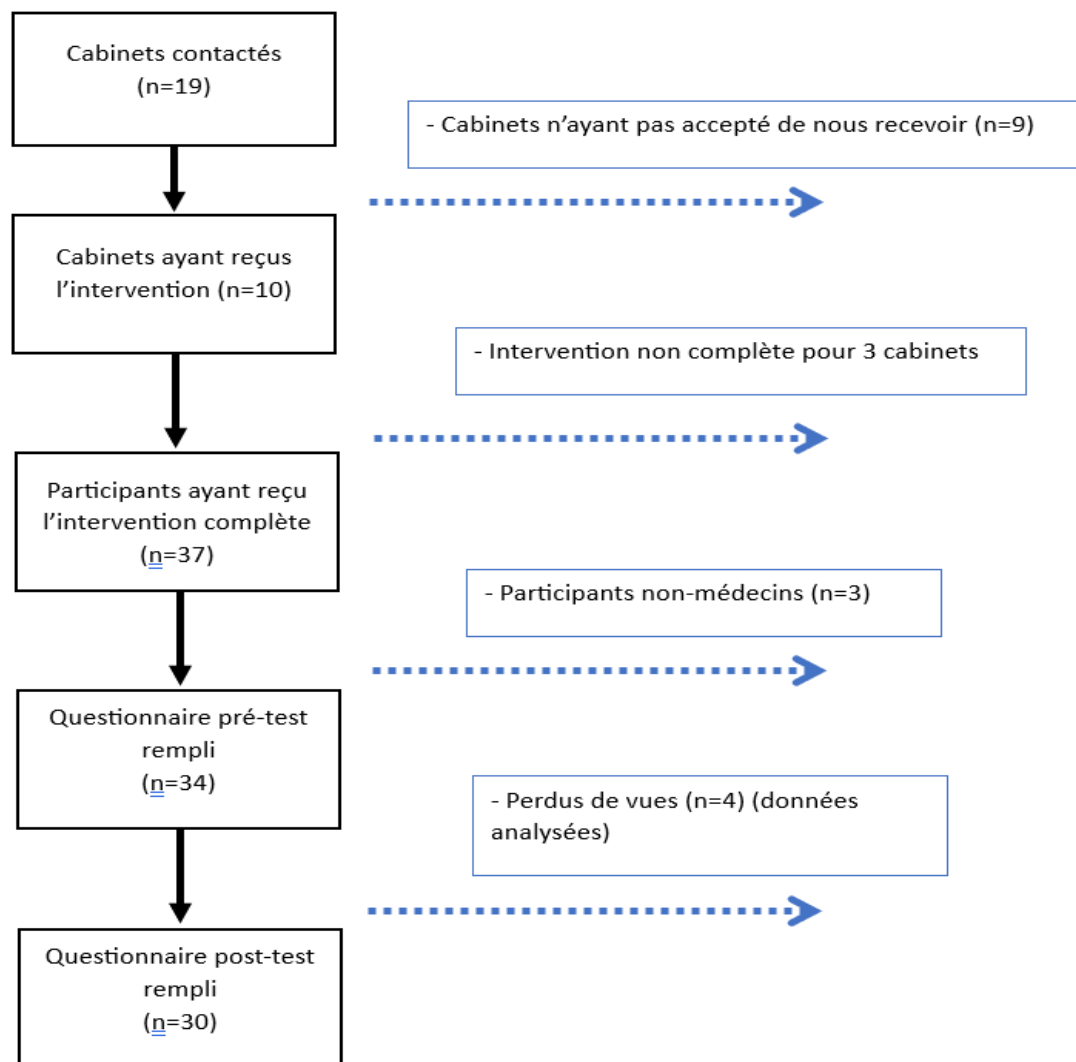 Cabinets contactés
(n=19)
- Cabinets n’ayant pas accepté de nous recevoir (n=9)
Cabinets ayant reçus
l’intervention (n=10)
- Intervention non complète pour 3 cabinets
Participants ayant reçu
l’intervention complète
(n=37)
- Participants non-médecins (n=3)
Questionnaire pré-test
rempli
(n=34)
- Perdus de vues (n=4) (données
analysées)
Questionnaire post-test
rempli
(n=30)